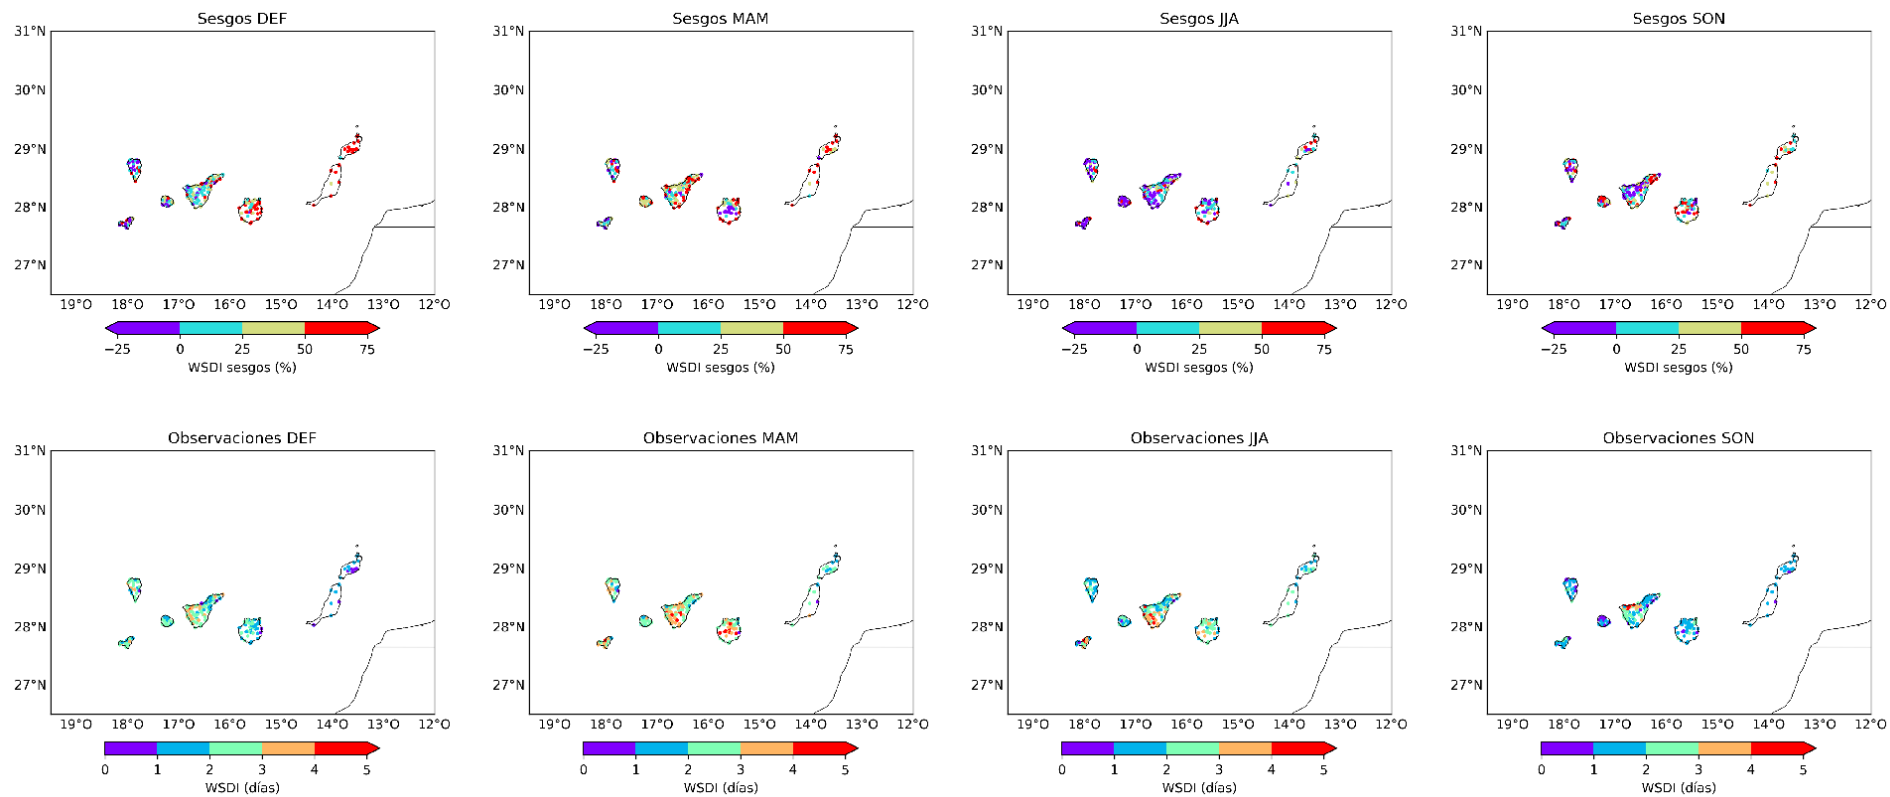 Sesgos DEF
31°N
30°N
29°N
28°N
27°N
19°O 18°O 17°O 16°O 15°O 14°O 13°O 12°O
−25 0 25 50 75
WSDI sesgos (%)
Sesgos MAM
31°N
30°N
29°N
28°N
27°N
19°O 18°O 17°O 16°O 15°O 14°O 13°O 12°O
−25 0 25 50 75
WSDI sesgos (%)
Sesgos JJA
31°N
30°N
29°N
28°N
27°N
19°O 18°O 17°O 16°O 15°O 14°O 13°O 12°O
−25 0 25 50 75
WSDI sesgos (%)
Sesgos SON
31°N
30°N
29°N
28°N
27°N
19°O 18°O 17°O 16°O 15°O 14°O 13°O 12°O
−25 0 25 50 75
WSDI sesgos (%)
Observaciones DEF
31°N
30°N
29°N
28°N
27°N
19°O 18°O 17°O 16°O 15°O 14°O 13°O 12°O
0 1 2 3 4 5
WSDI (días)
Observaciones MAM
31°N
30°N
29°N
28°N
27°N
19°O 18°O 17°O 16°O 15°O 14°O 13°O 12°O
0 1 2 3 4 5
WSDI (días)
Observaciones JJA
31°N
30°N
29°N
28°N
27°N
19°O 18°O 17°O 16°O 15°O 14°O 13°O 12°O
0 1 2 3 4 5
WSDI (días)
Observaciones SON
31°N
30°N
29°N
28°N
27°N
19°O 18°O 17°O 16°O 15°O 14°O 13°O 12°O
0 1 2 3 4 5
WSDI (días)